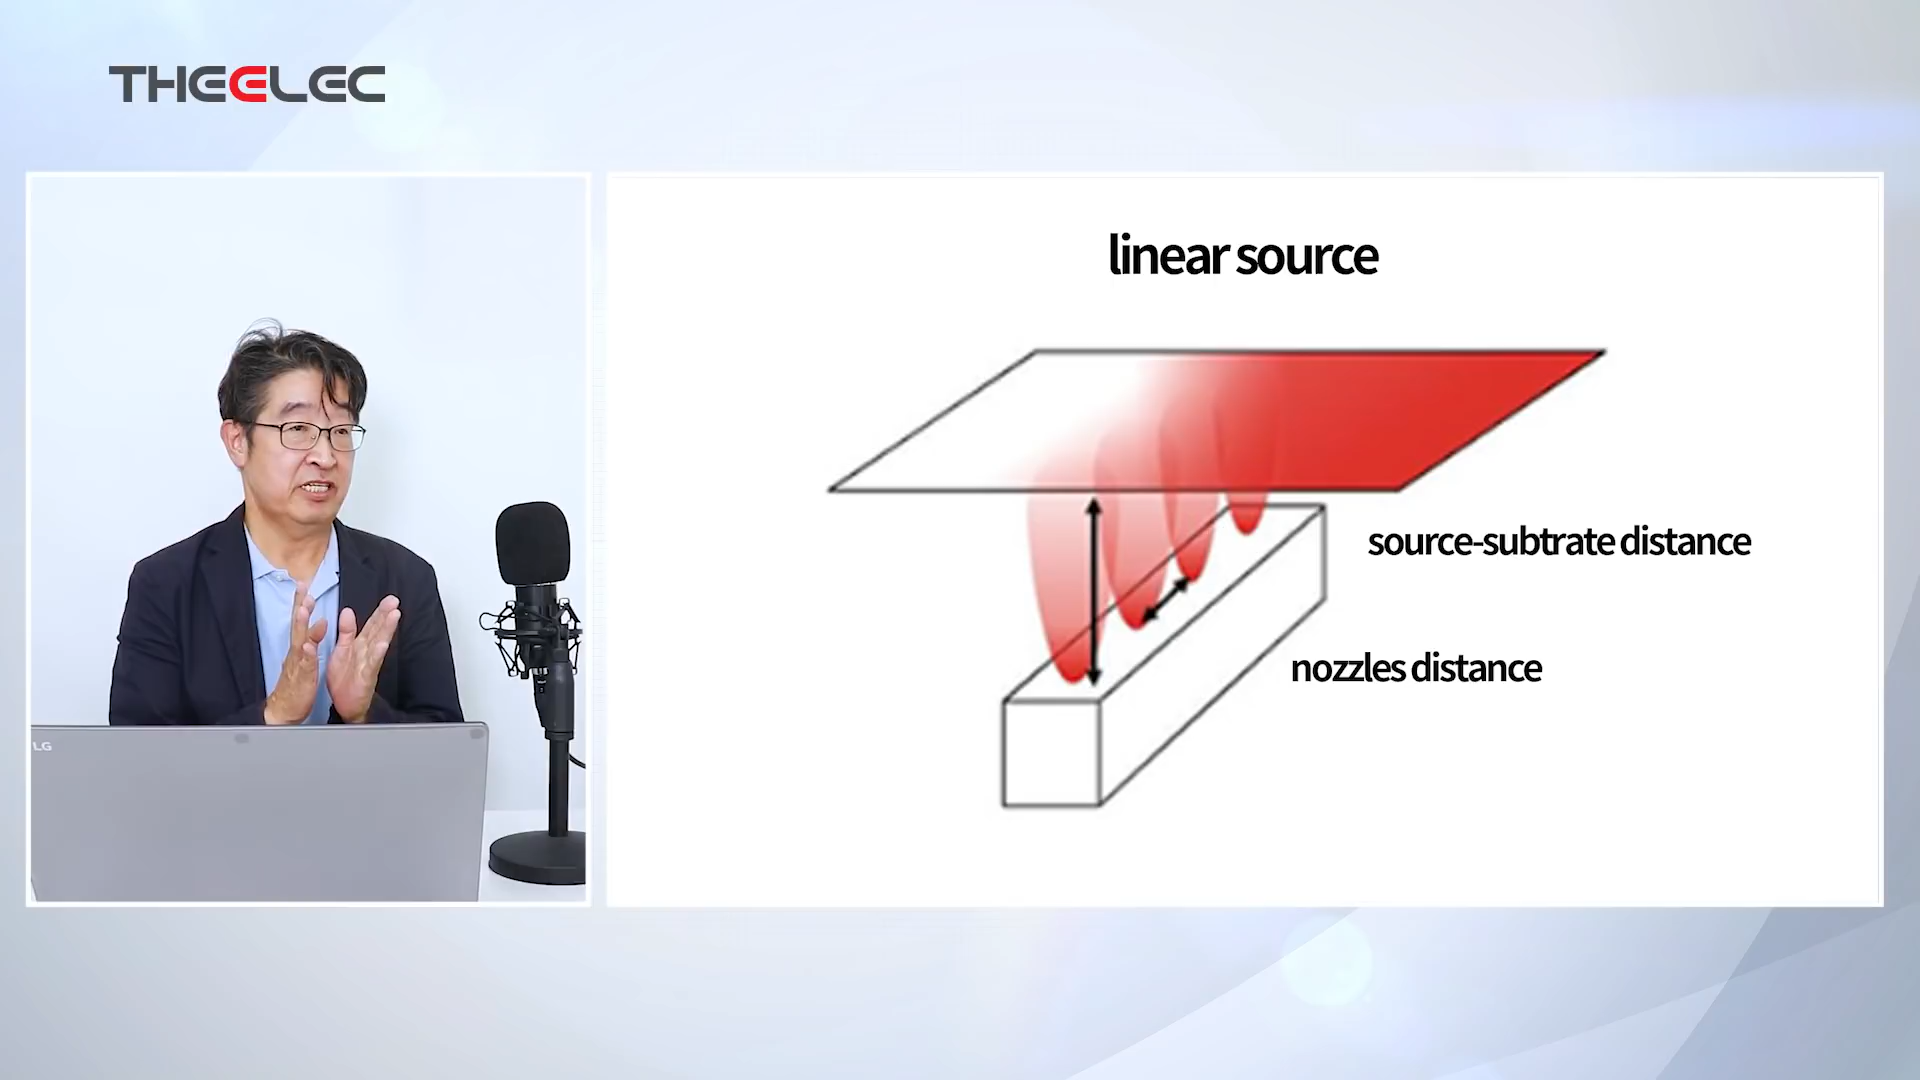 THEELEC
linear source
source-subtrate distance
nozzles distance
LG